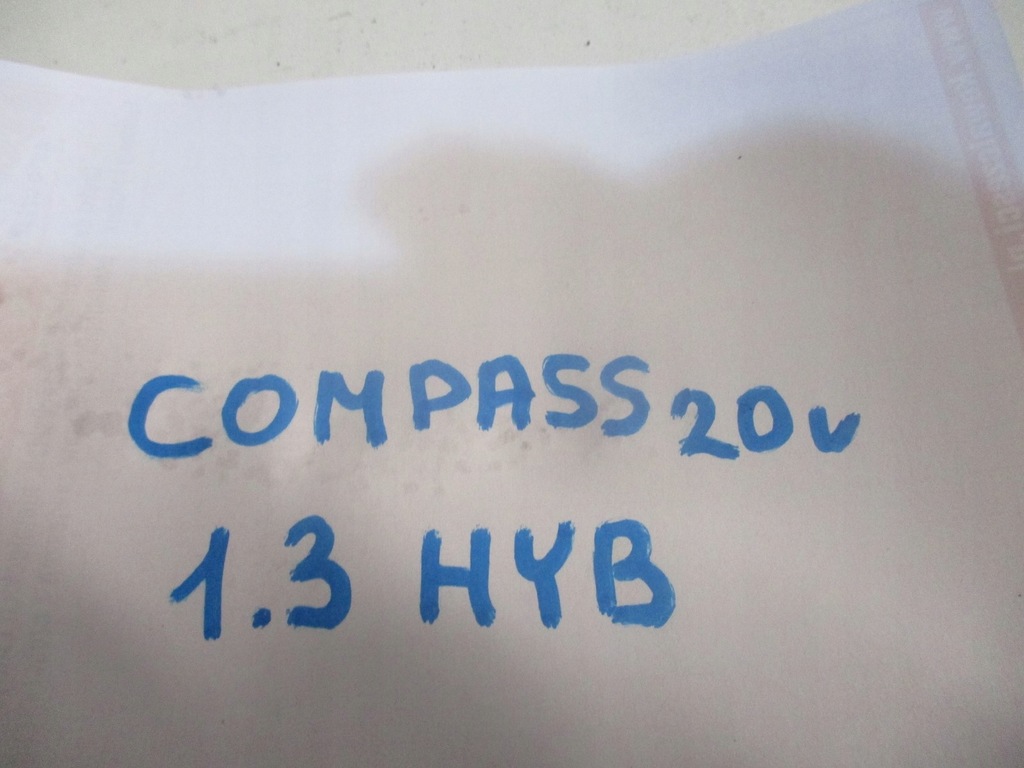 COMPASS 20v
1.3 HYB